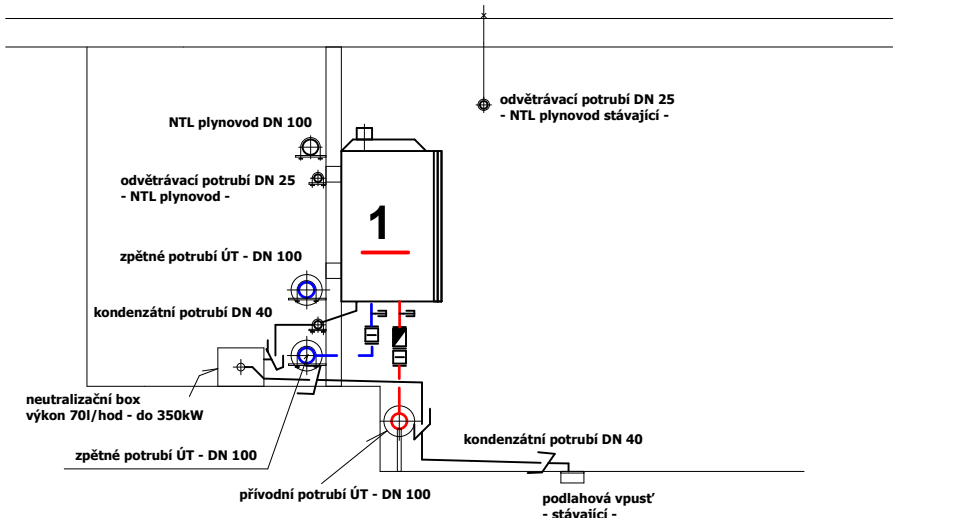 odvětrávací potrubí DN 25
- NTL plynovod stávající -
NTL plynovod DN 100
odvětrávací potrubí DN 25
- NTL plynovod -
1
zpětné potrubí ÚT - DN 100
kondenzátní potrubí DN 40
neutralizační box
výkon 70l/hod - do 350kW
zpětné potrubí ÚT - DN 100
kondenzátní potrubí DN 40
přívodní potrubí ÚT - DN 100
podlahová vpusť
- stávající -